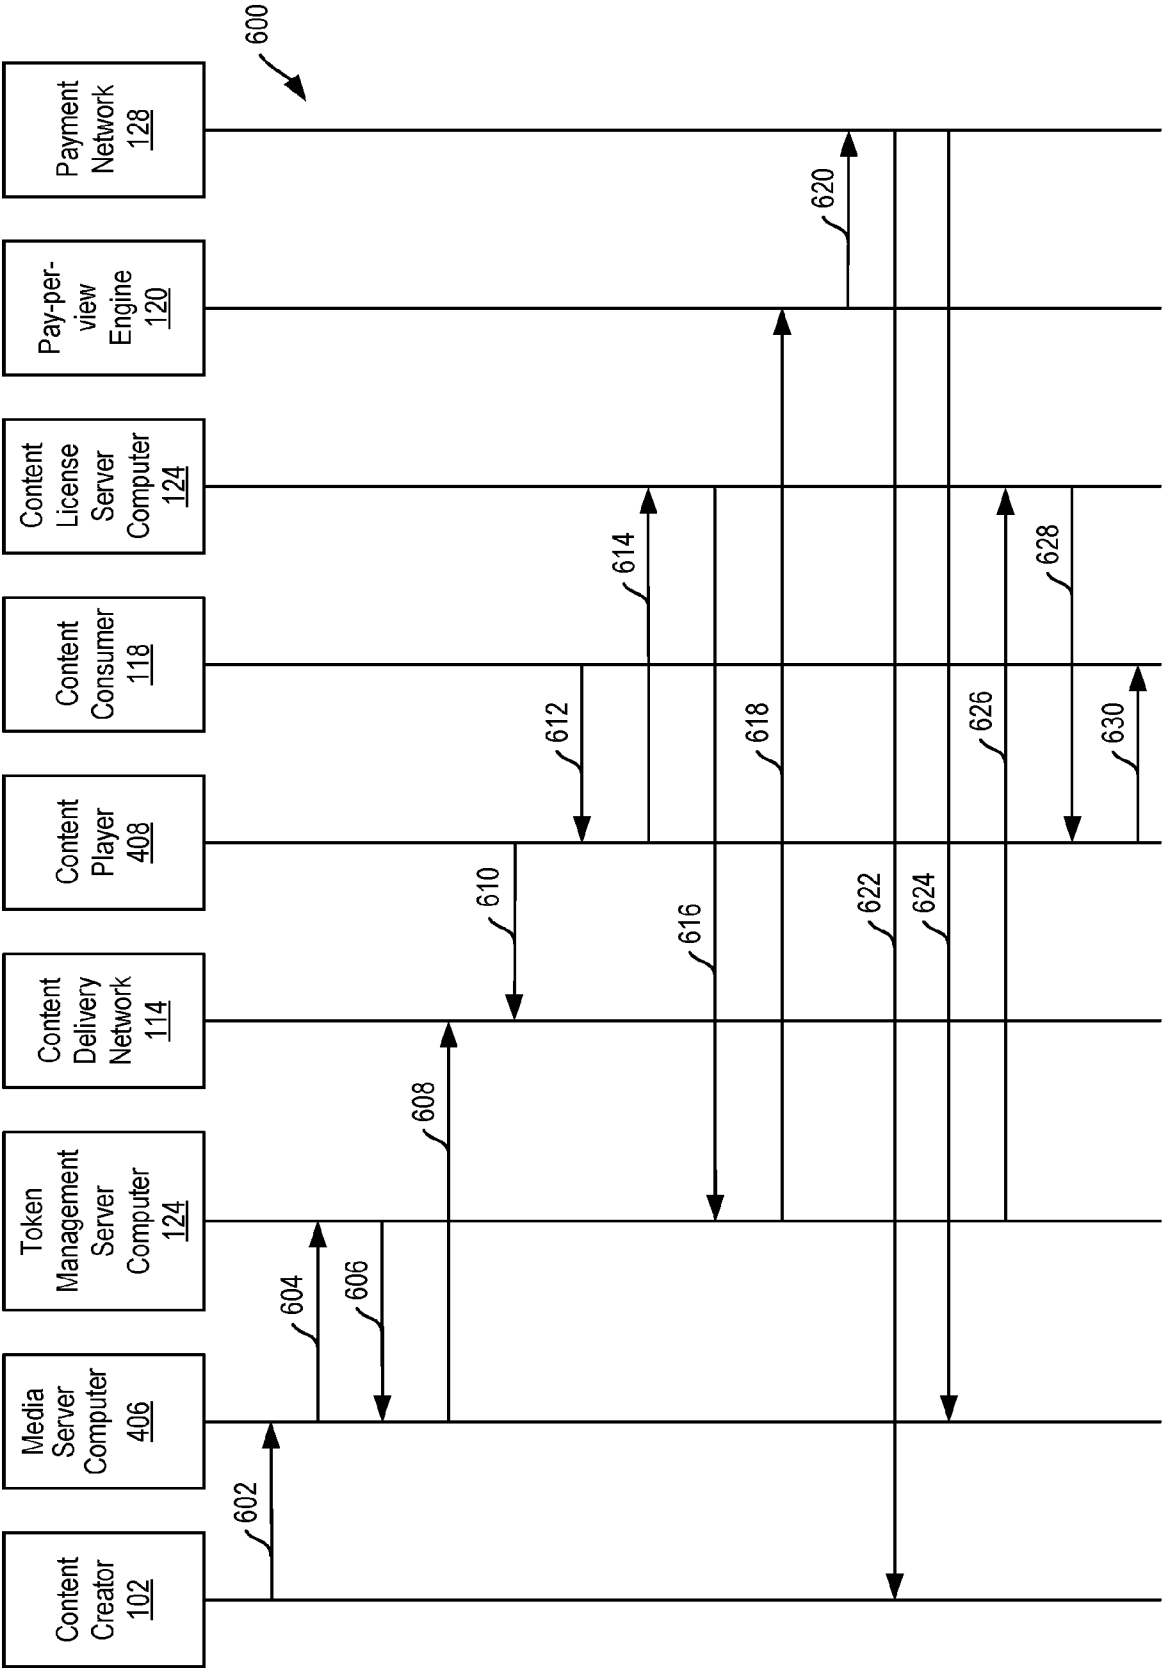 600
Content
Creator
102
Media
Server
Computer
406
Token
Management
Server
Computer
124
Content
Delivery
Network
114
Content
Player
408
Content
Consumer
118
Content
License
Server
Computer
124
Pay-per-
view
Engine
120
Payment
Network
128
602
604
606
608
610
612
614
616
618
620
622
624
626
628
630